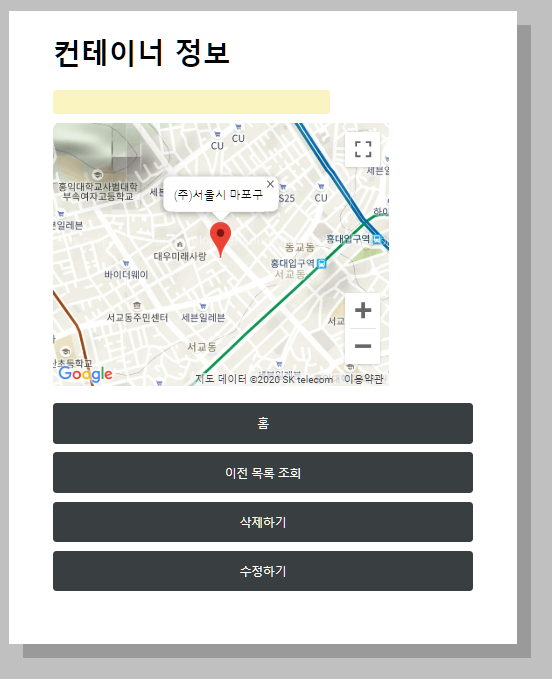 컨테이너 정보
CU
CU
홍익대학교사범대학
부속여자고등학교
세븐
(주)서울시 마포구
S25
CU
세븐
하이
븐일레븐
대우미래사랑
동교동
홍대입구역
홍대입구역
서교동
바이더웨이
서교동주민센터
세븐일레븐
서교
서교동
초등학교
Google
지도 데이터 ©2020 SK telecom
이용약관
홈
이전 목록 조회
삭제하기
수정하기